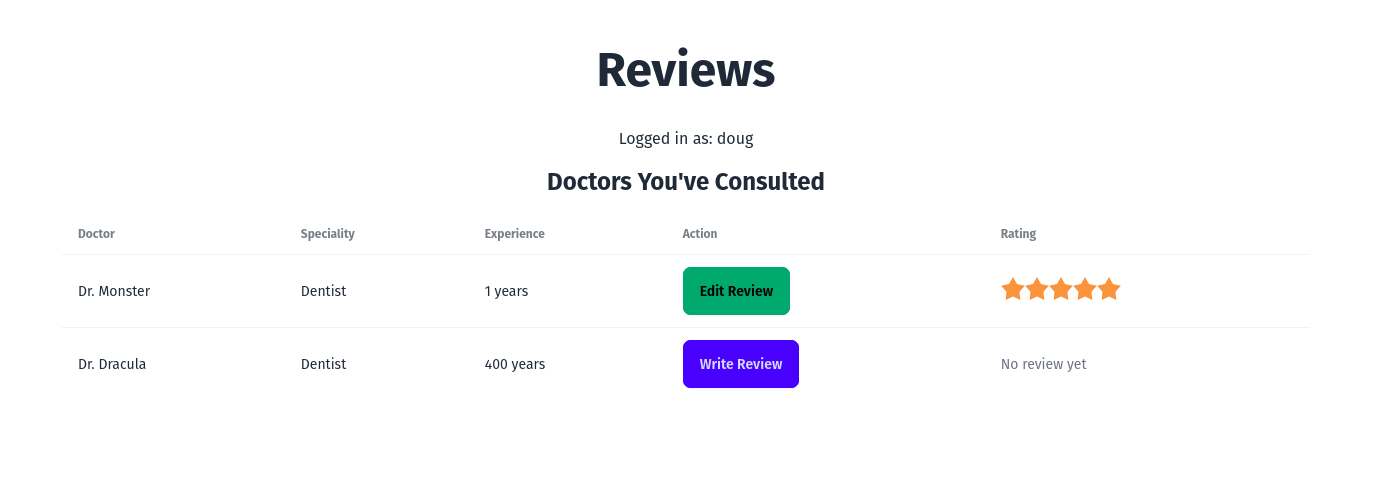 Reviews
Logged in as: doug
Doctors You've Consulted
Doctor Speciality Experience Action Rating
Dr. Monster Dentist 1 years Edit Review
Dr. Dracula Dentist 400 years Write Review No review yet